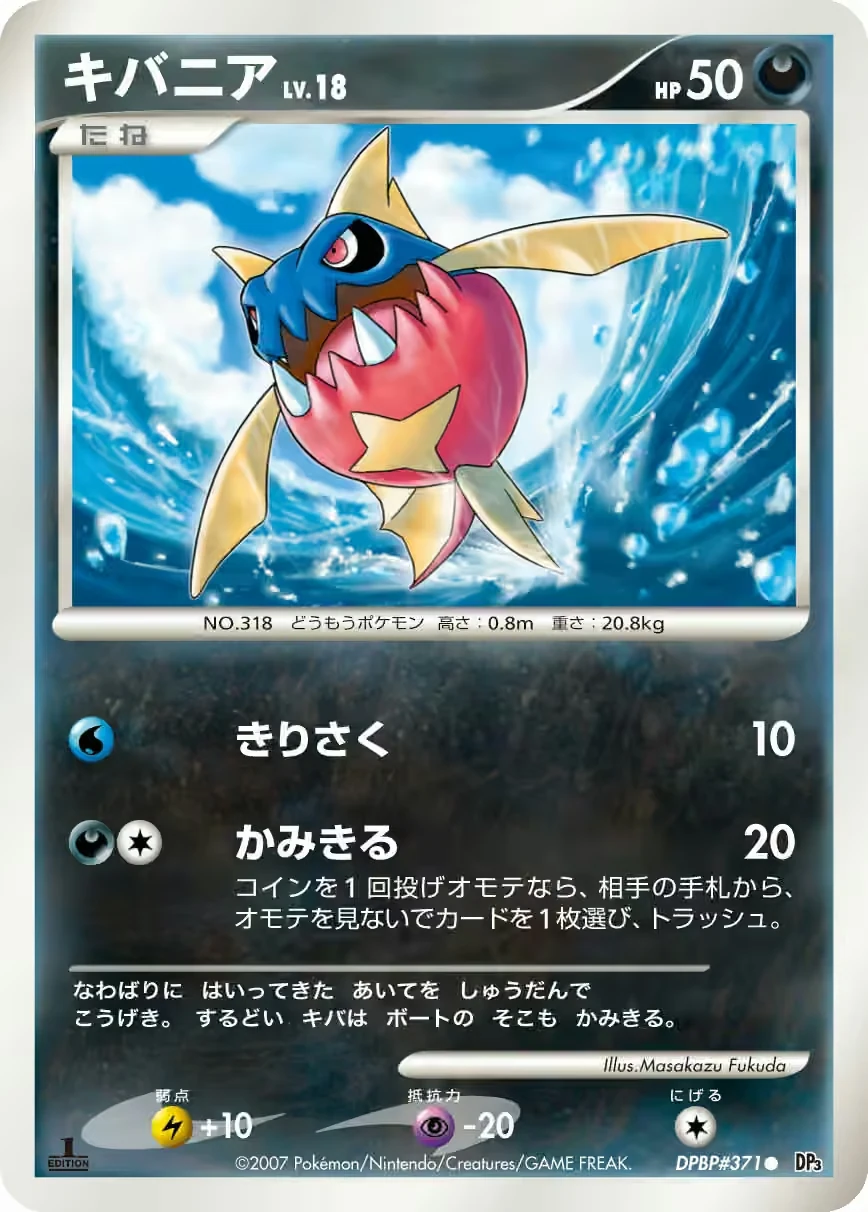 キバニア LV.18 HP 50
たね
NO.318 どうもうポケモン 高さ:0.8m 重さ:20.8kg
きりさく 10
かみきる 20
コインを1回投げオモテなら、相手の手札から、
オモテを見ないでカードを1枚選び、トラッシュ。
なわばりに はいってきた あいてを しゅうだんで
こうげき。 するどい キバは ボートの そこも かみきる。
Illus.Masakazu Fukuda
弱点 抵抗力 にげる
+10 -20
1 EDITION
©2007 Pokémon/Nintendo/Creatures/GAME FREAK. DPBP#371 DP3